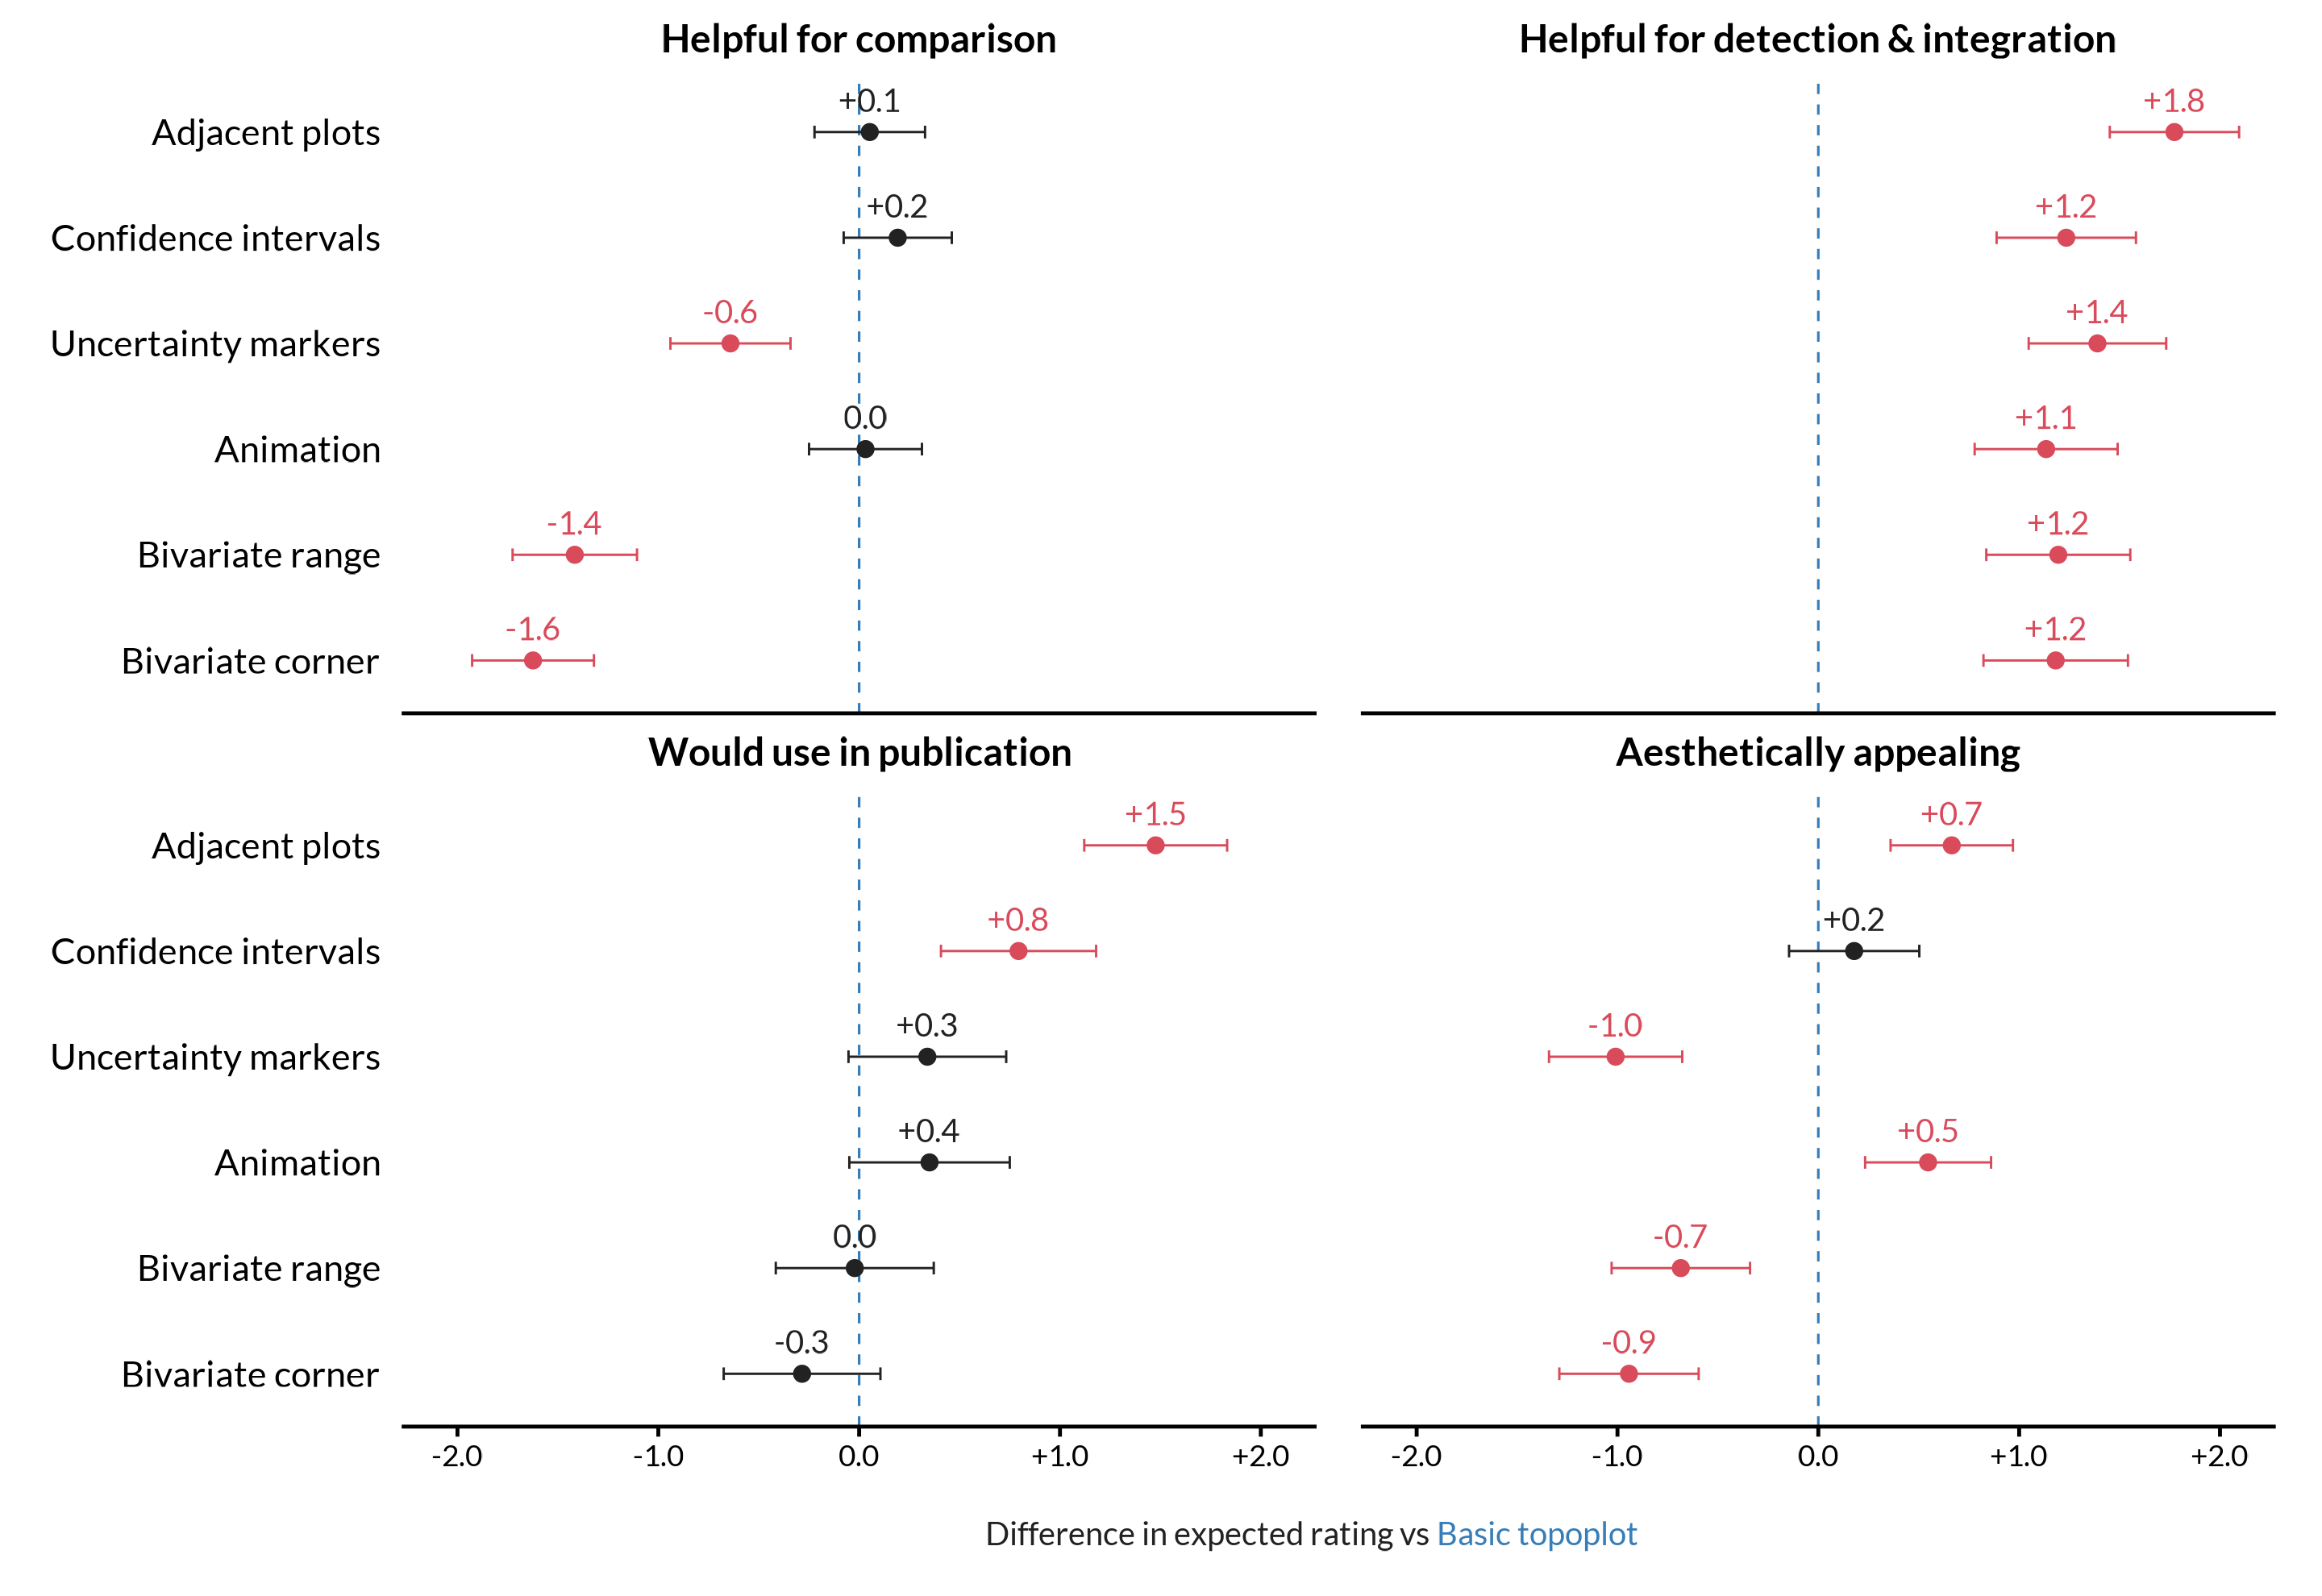 Helpful for comparison
Helpful for detection & integration
Adjacent plots
+0.1
+1.8
Confidence intervals
+0.2
+1.2
Uncertainty markers
-0.6
+1.4
Animation
0.0
+1.1
Bivariate range
-1.4
+1.2
Bivariate corner
-1.6
+1.2
Would use in publication
Aesthetically appealing
Adjacent plots
+1.5
+0.7
Confidence intervals
+0.8
+0.2
Uncertainty markers
+0.3
-1.0
Animation
+0.4
+0.5
Bivariate range
0.0
-0.7
Bivariate corner
-0.3
-0.9
-2.0 -1.0 0.0 +1.0 +2.0
-2.0 -1.0 0.0 +1.0 +2.0
Difference in expected rating vs Basic topoplot